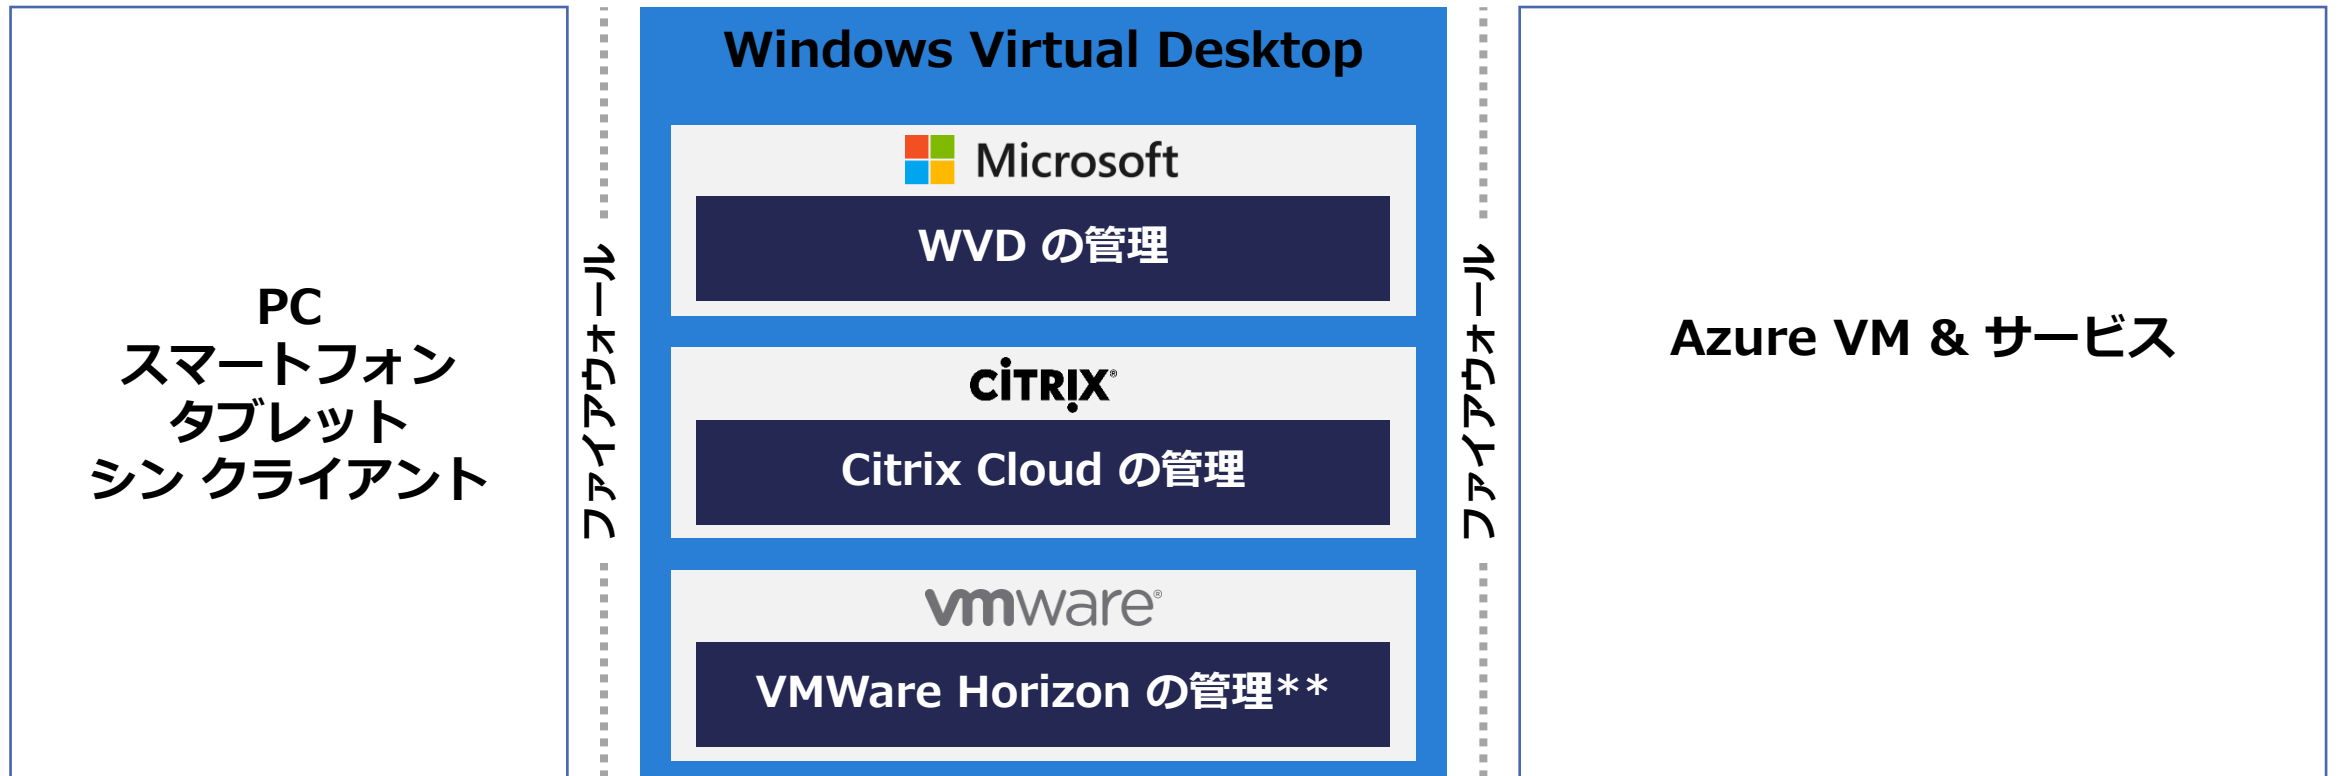 PC
スマートフォン
タブレット
シン クライアント
ファイアウォール
Windows Virtual Desktop
Microsoft
WVD の管理
CITRIX®
Citrix Cloud の管理
vmware®
VMWare Horizon の管理**
ファイアウォール
Azure VM & サービス